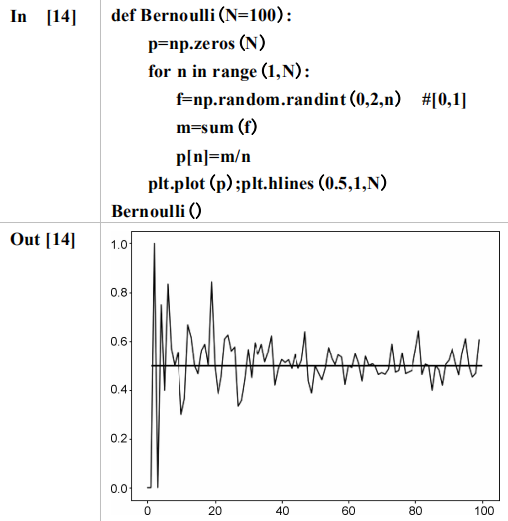 In [14]
def Bernoulli(N=100):
p=np.zeros(N)
for n in range(1,N):
f=np.random.randint(0,2,n) #[0,1]
m=sum(f)
p[n]=m/n
plt.plot(p);plt.hlines(0.5,1,N)
Bernoulli()
Out [14]
1.0
0.8
0.6
0.4
0.2
0.0
0 20 40 60 80 100